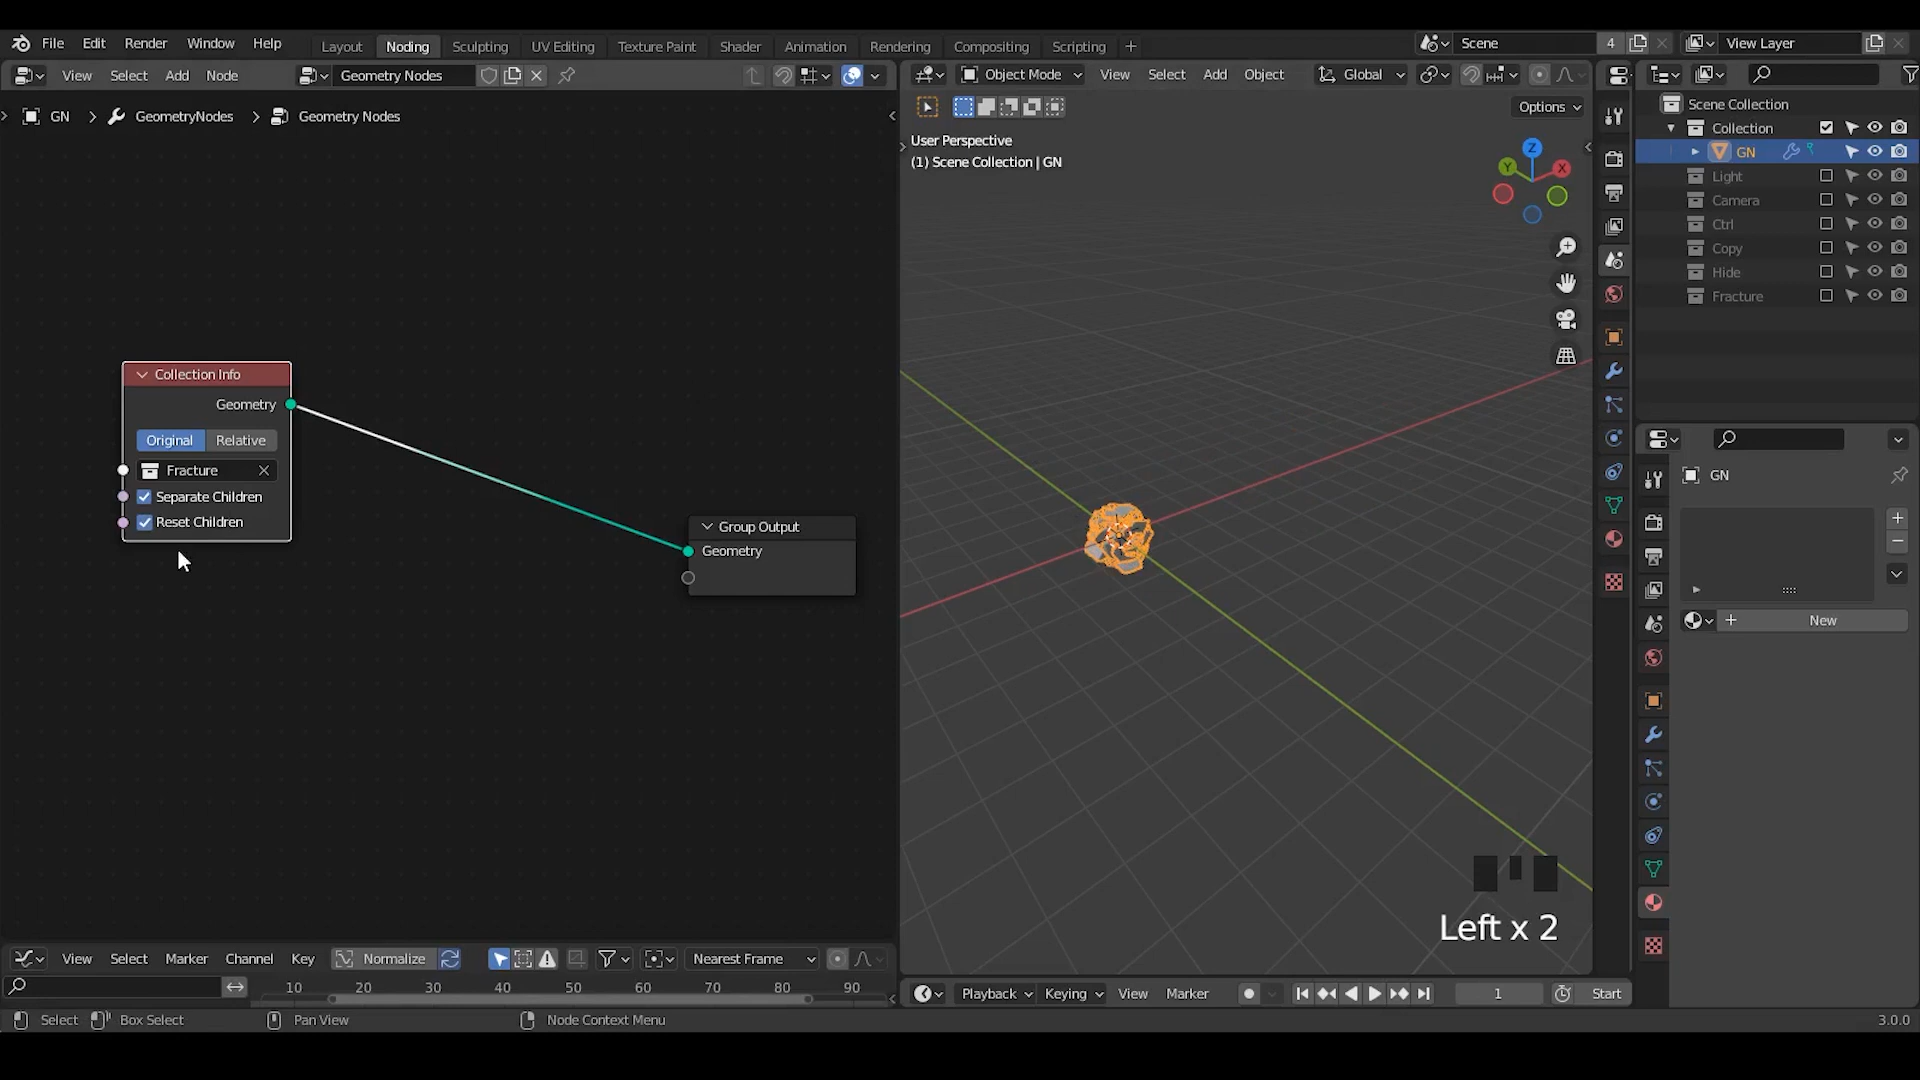 File Edit Render Window Help Layout Noding Sculpting UV Editing Texture Paint Shader Animation Rendering Compositing Scripting + Scene 4 View Layer
View Select Add Node Geometry Nodes Object Mode View Select Add Object Global
GN > GeometryNodes > Geometry Nodes
Options
User Perspective
(1) Scene Collection | GN
Z
Y
X
Scene Collection
Collection
GN
Light
Camera
Ctrl
Copy
Hide
Fracture
Collection Info
Geometry
Original Relative
Fracture
Separate Children
Reset Children
Group Output
Geometry
GN
New
Left x 2
View Select Marker Channel Key Normalize Nearest Frame
10 20 30 40 50 60 70 80 90
Playback Keying View Marker 1 Start
Select Box Select Pan View Node Context Menu 3.0.0